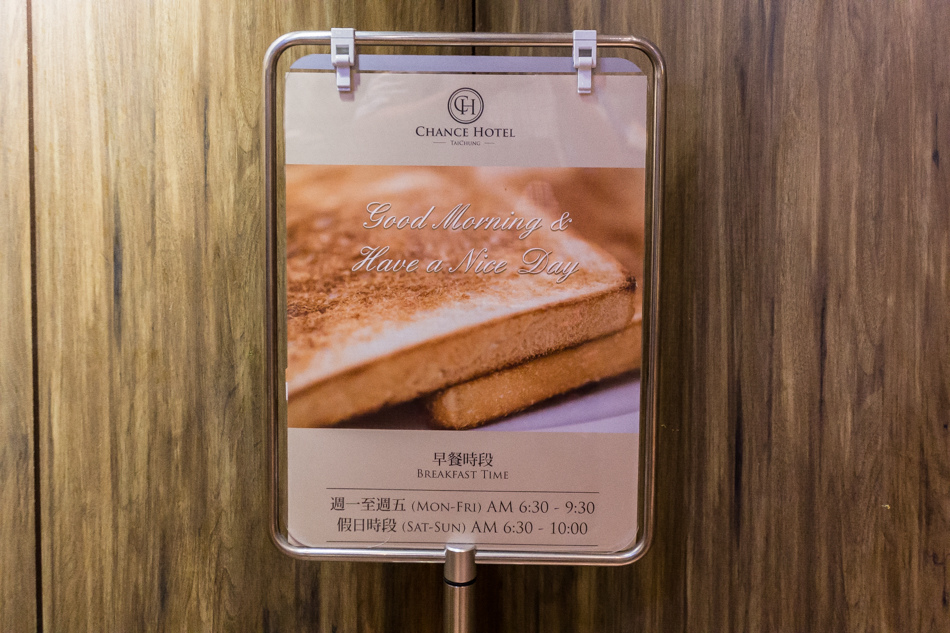 CH
CHANCE HOTEL
TAICHUNG
Good Morning &
Have a Nice Day
早餐時段
BREAKFAST TIME
週一至週五 (MON-FRI) AM 6:30 - 9:30
假日時段 (SAT-SUN) AM 6:30 - 10:00